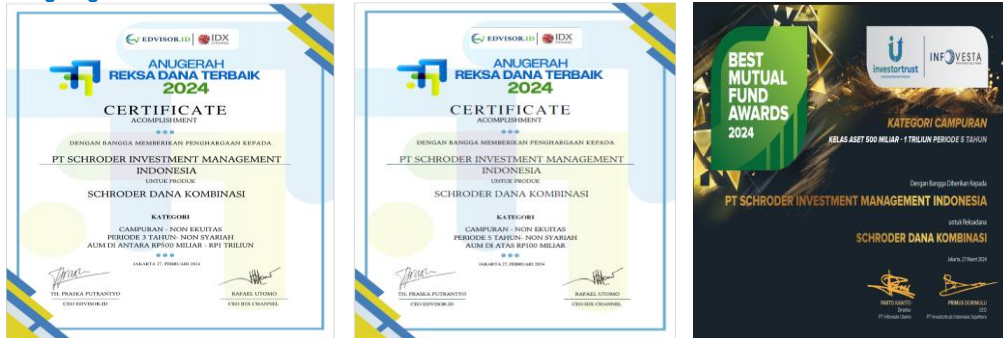 EDVISOR.ID IDX CHANNEL
ANUGERAH
REKSA DANA TERBAIK
2024
CERTIFICATE
ACOMPLISHMENT
DENGAN BANGGA MEMBERIKAN PENGHARGAAN KEPADA
PT SCHRODER INVESTMENT MANAGEMENT
INDONESIA
UNTUK PRODUK
SCHRODER DANA KOMBINASI
KATEGORI
CAMPURAN - NON EKUITAS
PERIODE 3 TAHUN- NON SYARIAH
AUM DI ANTARA RP500 MILIAR - RP1 TRILIUN
JAKARTA 27, FEBRUARI 2024
TH. PRASKA PUTRANTYO
CEO EDVISOR.ID
RAFAEL UTOMO
CEO IDX CHANNEL
EDVISOR.ID IDX CHANNEL
ANUGERAH
REKSA DANA TERBAIK
2024
CERTIFICATE
ACOMPLISHMENT
DENGAN BANGGA MEMBERIKAN PENGHARGAAN KEPADA
PT SCHRODER INVESTMENT MANAGEMENT
INDONESIA
UNTUK PRODUK
SCHRODER DANA KOMBINASI
KATEGORI
CAMPURAN - NON EKUITAS
PERIODE 5 TAHUN- NON SYARIAH
AUM DI ATAS RP100 MILIAR
JAKARTA 27, FEBRUARI 2024
TH. PRASKA PUTRANTYO
CEO EDVISOR.ID
RAFAEL UTOMO
CEO IDX CHANNEL
BEST
MUTUAL
FUND
AWARDS
2024
investortrust
INFOVESTA
KATEGORI CAMPURAN
KELAS ASET 500 MILIAR - 1 TRILIUN PERIODE 5 TAHUN
Dengan Bangga Diberikan Kepada
PT SCHRODER INVESTMENT MANAGEMENT INDONESIA
untuk Reksadana
SCHRODER DANA KOMBINASI
Jakarta, 27 Maret 2024
PARTO KAWITO
Direktur
PT Infovesta Utama
PRIMUS DORIMULU
CEO
PT Investortrust Indonesia Sejahtera